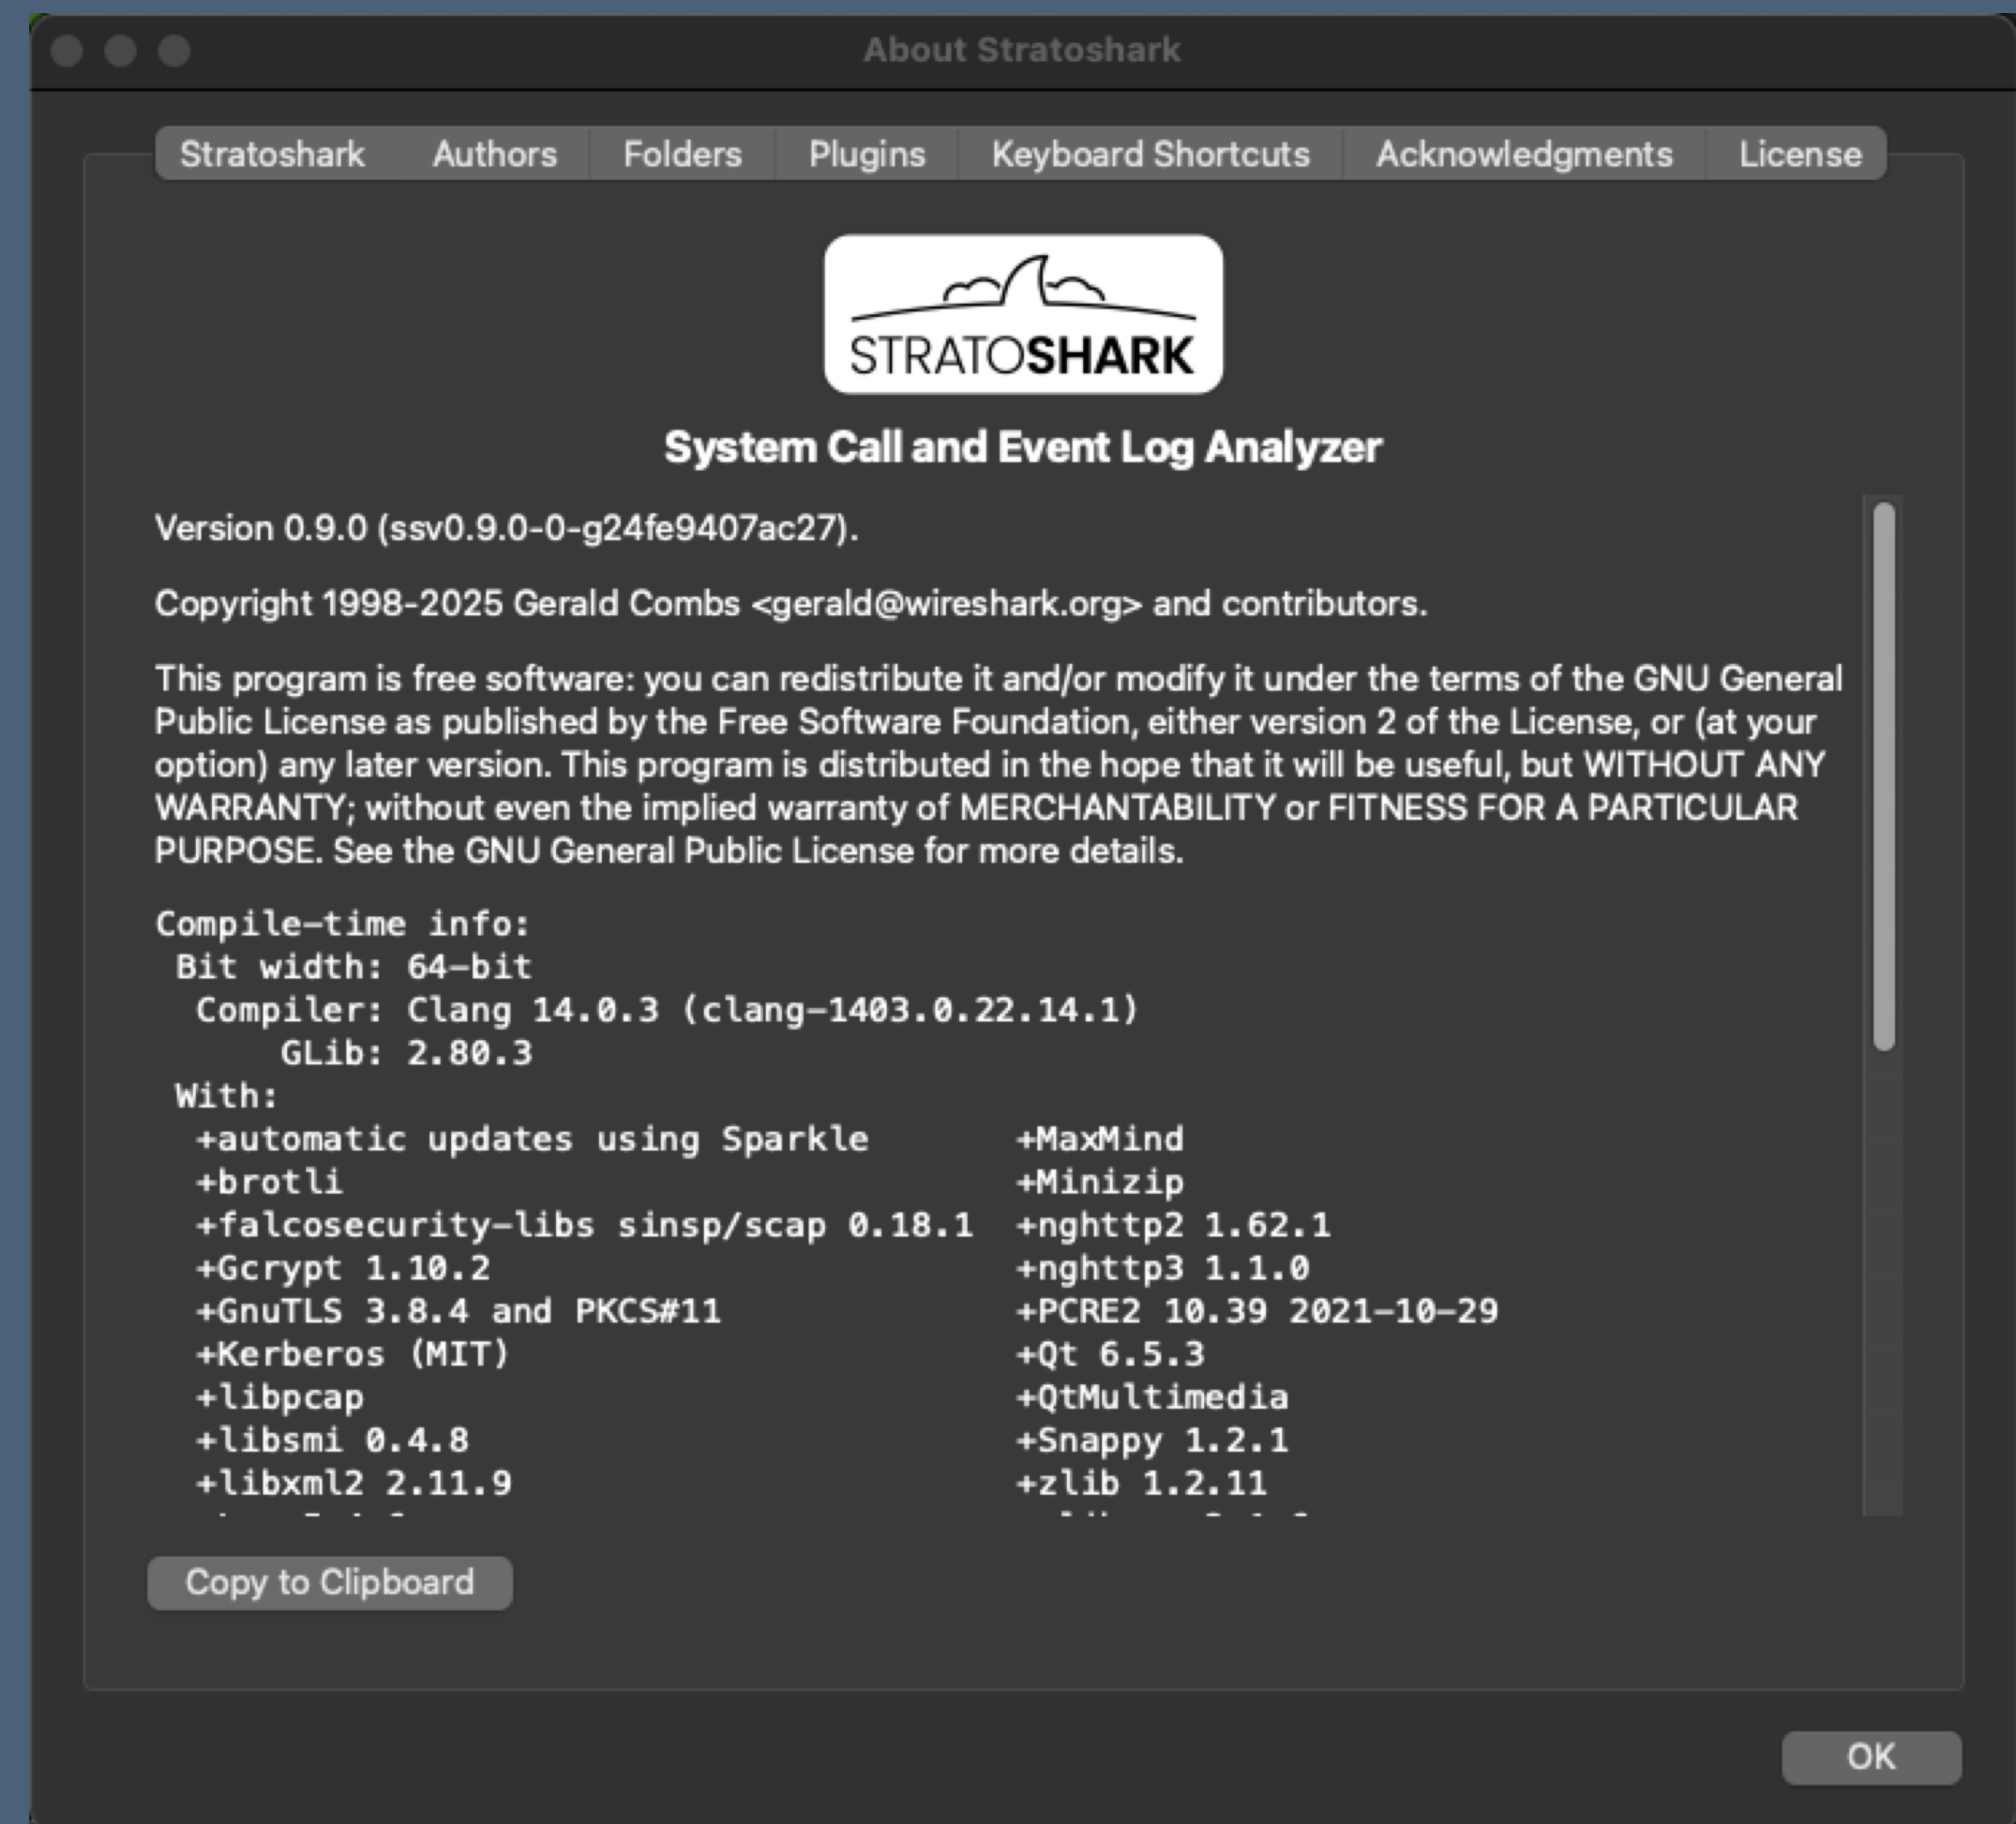 About Stratoshark
Stratoshark Authors Folders Plugins Keyboard Shortcuts Acknowledgments License
STRATOSHARK
System Call and Event Log Analyzer
Version 0.9.0 (ssv0.9.0-0-g24fe9407ac27).
Copyright 1998-2025 Gerald Combs <gerald@wireshark.org> and contributors.
This program is free software: you can redistribute it and/or modify it under the terms of the GNU General
Public License as published by the Free Software Foundation, either version 2 of the License, or (at your
option) any later version. This program is distributed in the hope that it will be useful, but WITHOUT ANY
WARRANTY; without even the implied warranty of MERCHANTABILITY or FITNESS FOR A PARTICULAR
PURPOSE. See the GNU General Public License for more details.
Compile-time info:
Bit width: 64-bit
Compiler: Clang 14.0.3 (clang-1403.0.22.14.1)
GLib: 2.80.3
With:
+automatic updates using Sparkle +MaxMind
+brotli +Minizip
+falcosecurity-libs sinsp/scap 0.18.1 +nghttp2 1.62.1
+Gcrypt 1.10.2 +nghttp3 1.1.0
+GnuTLS 3.8.4 and PKCS#11 +PCRE2 10.39 2021-10-29
+Kerberos (MIT) +Qt 6.5.3
+libpcap +QtMultimedia
+libsmi 0.4.8 +Snappy 1.2.1
+libxml2 2.11.9 +zlib 1.2.11
Copy to Clipboard
OK